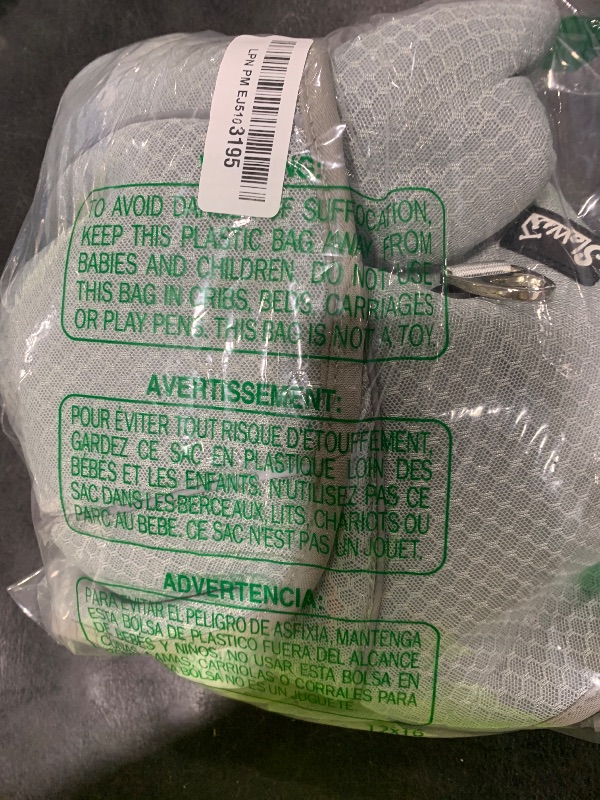 LPN PM EJ5103195
TO AVOID OF SUFFOCATION,
KEEP THIS PLASTIC BAG AWAY FROM
BABIES AND CHILDREN. DO NOT USE
THIS BAG IN CRIBS, BEDS, CARRIAGES
OR PLAY PENS. THIS BAG IS NOT A TOY.
AVERTISSEMENT:
POUR EVITER TOUT RISQUE D'ÉTOUFFEMENT,
GARDEZ CE SAC EN PLASTIQUE LOIN DES
BÉBÉS ET LES ENFANTS. N'UTILISEZ PAS CE
SAC DANS LES BERCEAUX, LITS, CHARIOTS OU
PARC AU BEBE. CE SAC N'EST PAS UN JOUET.
ADVERTENCIA:
PARA EVITAR EL PELIGRO DE ASFIXIA, MANTENGA
ESTA BOLSA DE PLASTICO FUERA DEL ALCANCE
DE BEBES Y NIÑOS, NO USAR ESTA BOLSA EN
CAMAS, CARRIOLAS O CORRALES PARA
BOLSA NO ES UN JUGUETE.
12x16